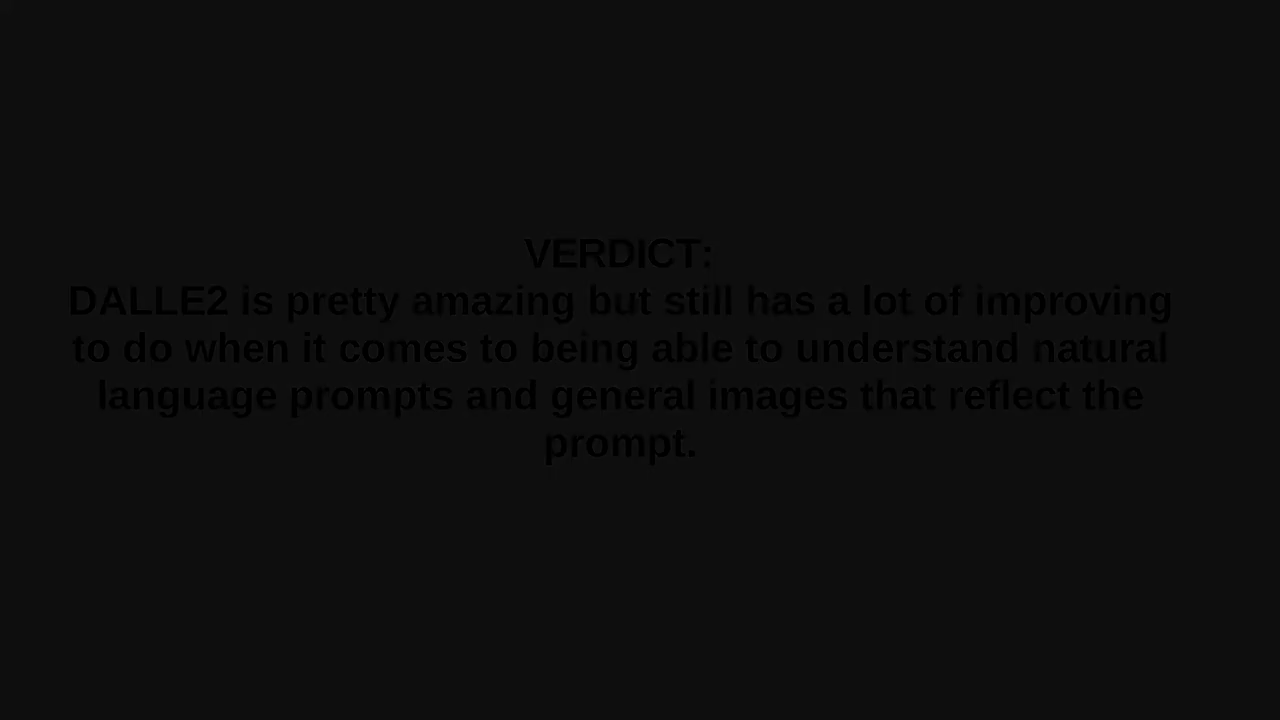 VERDICT:
DALLE2 is pretty amazing but still has a lot of improving
to do when it comes to being able to understand natural
language prompts and general images that reflect the
prompt.